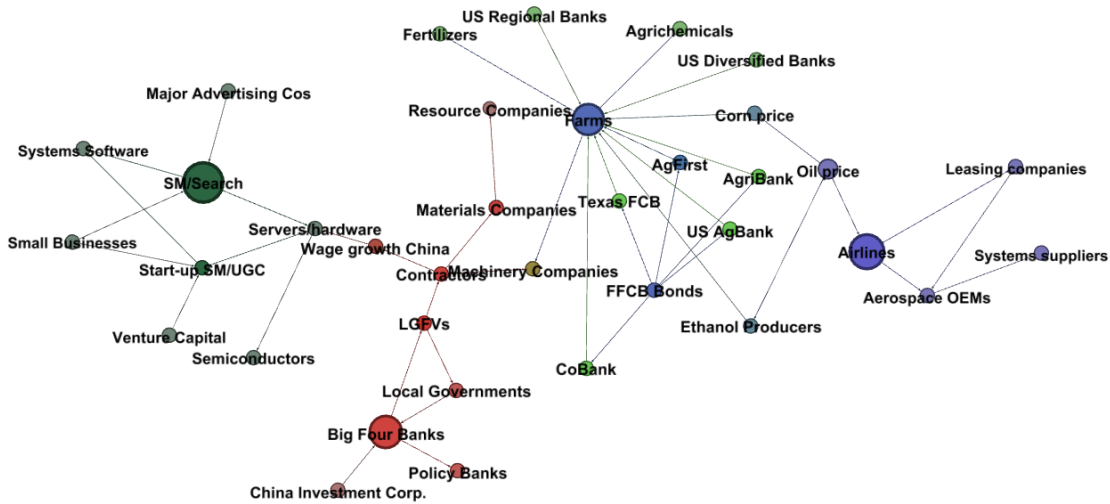 US Regional Banks
Fertilizers
Agrichemicals
US Diversified Banks
Major Advertising Cos
Resource Companies
Farms
Corn price
Systems Software
SM/Search
AgFirst
AgriBank
Oil price
Leasing companies
Texas FCB
Materials Companies
Small Businesses
Servers/hardware
US AgBank
Wage growth China
Airlines
Systems suppliers
Start-up SM/UGC
Contractors
Machinery Companies
FFCB Bonds
Aerospace OEMs
LGFVs
Ethanol Producers
Venture Capital
Semiconductors
CoBank
Local Governments
Big Four Banks
Policy Banks
China Investment Corp.